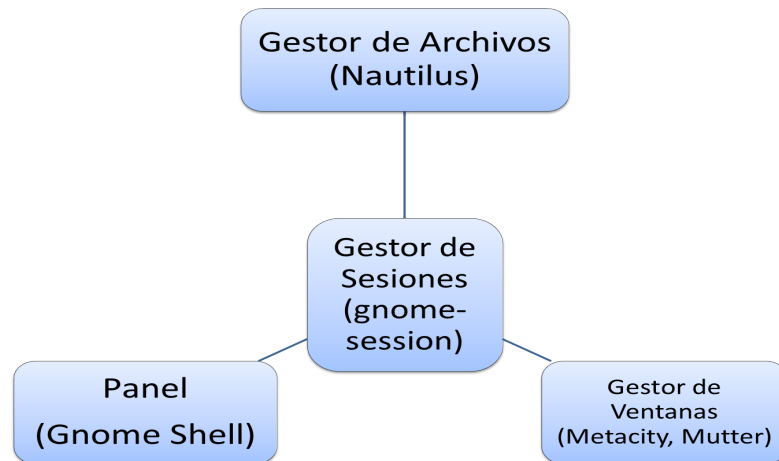 Gestor de Archivos
(Nautilus)
Gestor de
Sesiones
(gnome-
session)
Panel
(Gnome Shell)
Gestor de
Ventanas
(Metacity, Mutter)